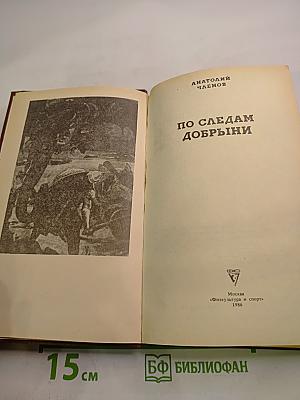 АНАТОЛИЙ
ЧЛЕНОВ
ПО СЛЕДАМ
ДОБРЫНИ
Москва
«Физкультура и спорт»
1986
15 см
БФ БИБЛИОФАН